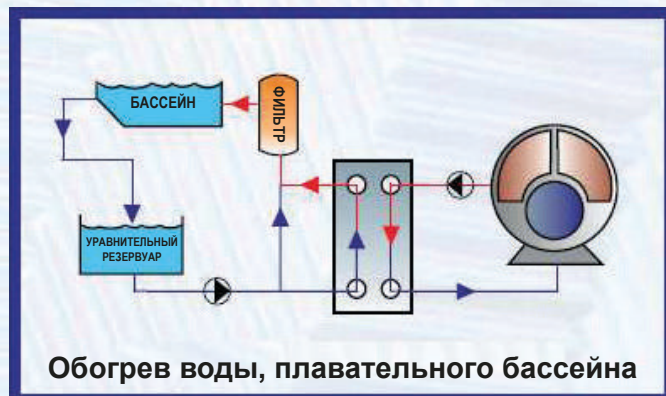 БАССЕЙН
ФИЛЬТР
УРАВНИТЕЛЬНЫЙ
РЕЗЕРВУАР
Обогрев воды, плавательного бассейна